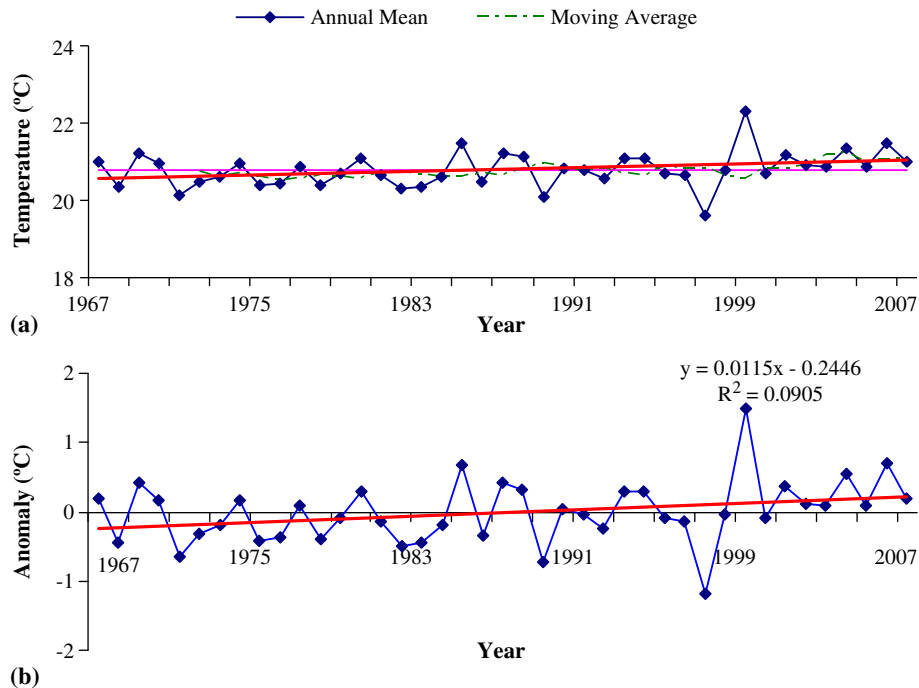 Annual Mean Moving Average
24
22
20
18
Temperature (ºC)
1967 1975 1983 1991 1999 2007
Year
(a)
y = 0.0115x - 0.2446
R² = 0.0905
2
1
0
-1
-2
Anomaly (ºC)
1967 1975 1983 1991 1999 2007
Year
(b)